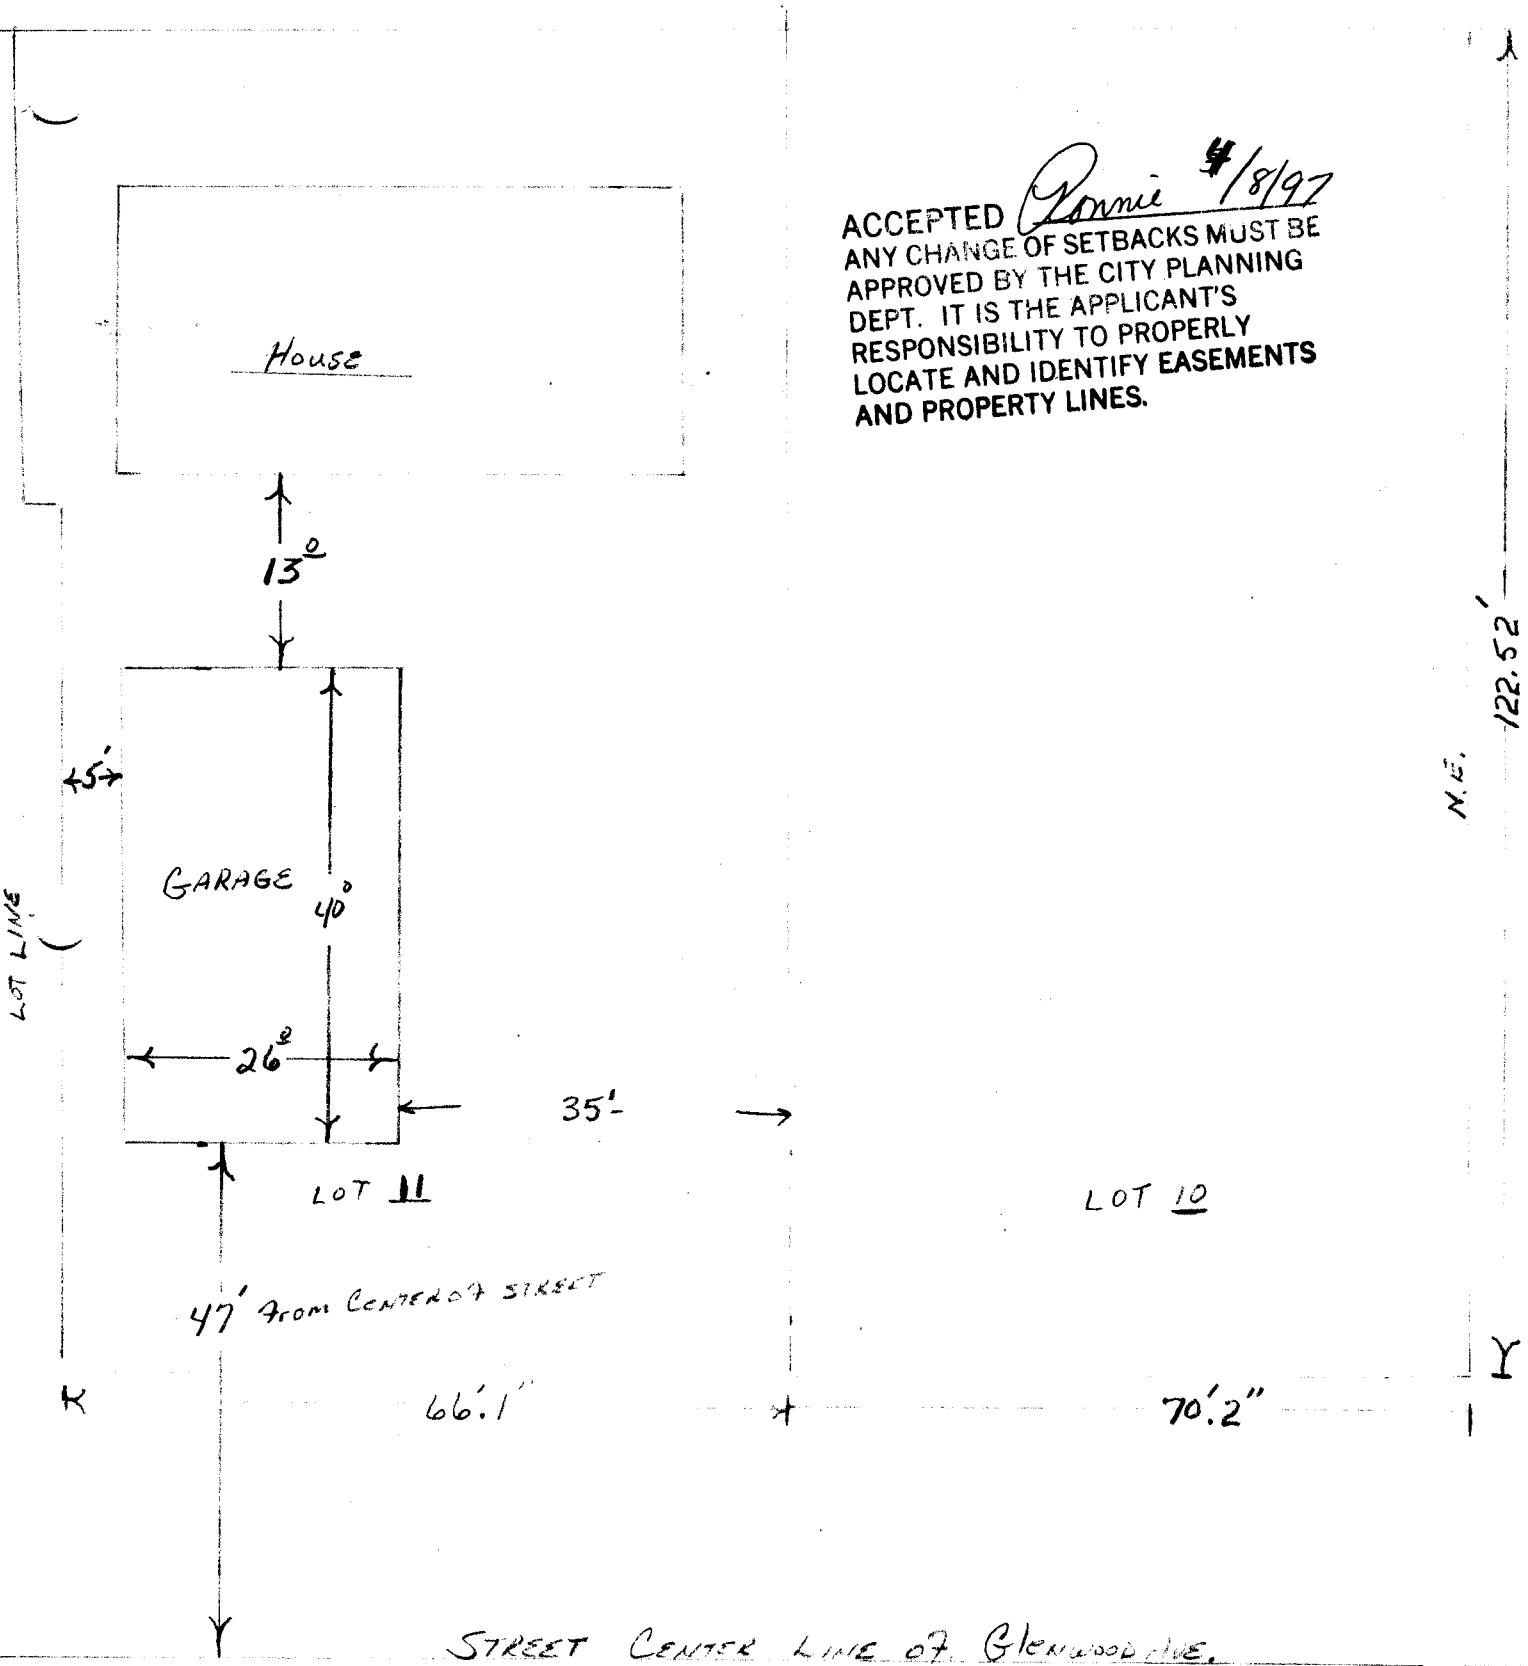 ACCEPTED Ronnie 4/8/97
ANY CHANGE OF SETBACKS MUST BE
APPROVED BY THE CITY PLANNING
DEPT. IT IS THE APPLICANT'S
RESPONSIBILITY TO PROPERLY
LOCATE AND IDENTIFY EASEMENTS
AND PROPERTY LINES.
House
13⁰
122.52'
N.E.
5'
GARAGE
40⁰
LOT LINE
26⁰
35'-
LOT 11
LOT 10
47' From CENTER OF STREET
66'.1"
70'.2"
STREET CENTER LINE OF GLENWOOD AVE.